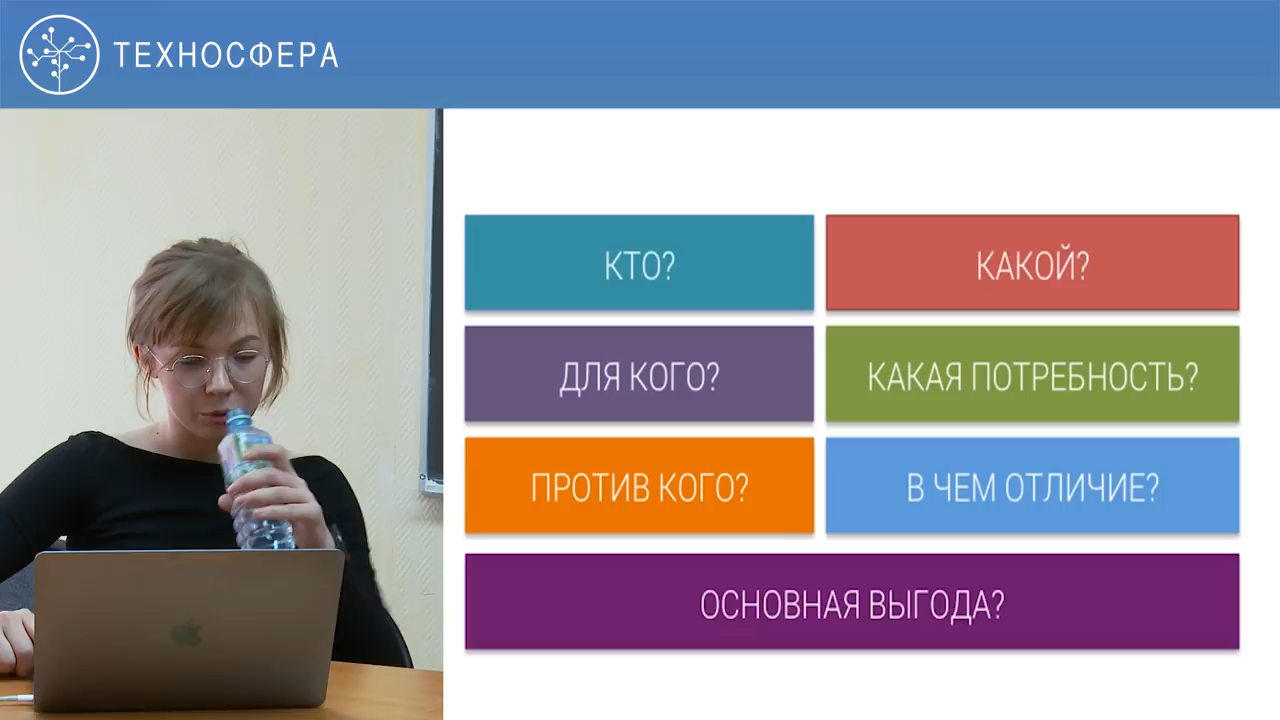 ТЕХНОСФЕРА
КТО?
КАКОЙ?
ДЛЯ КОГО?
КАКАЯ ПОТРЕБНОСТЬ?
ПРОТИВ КОГО?
В ЧЕМ ОТЛИЧИЕ?
ОСНОВНАЯ ВЫГОДА?